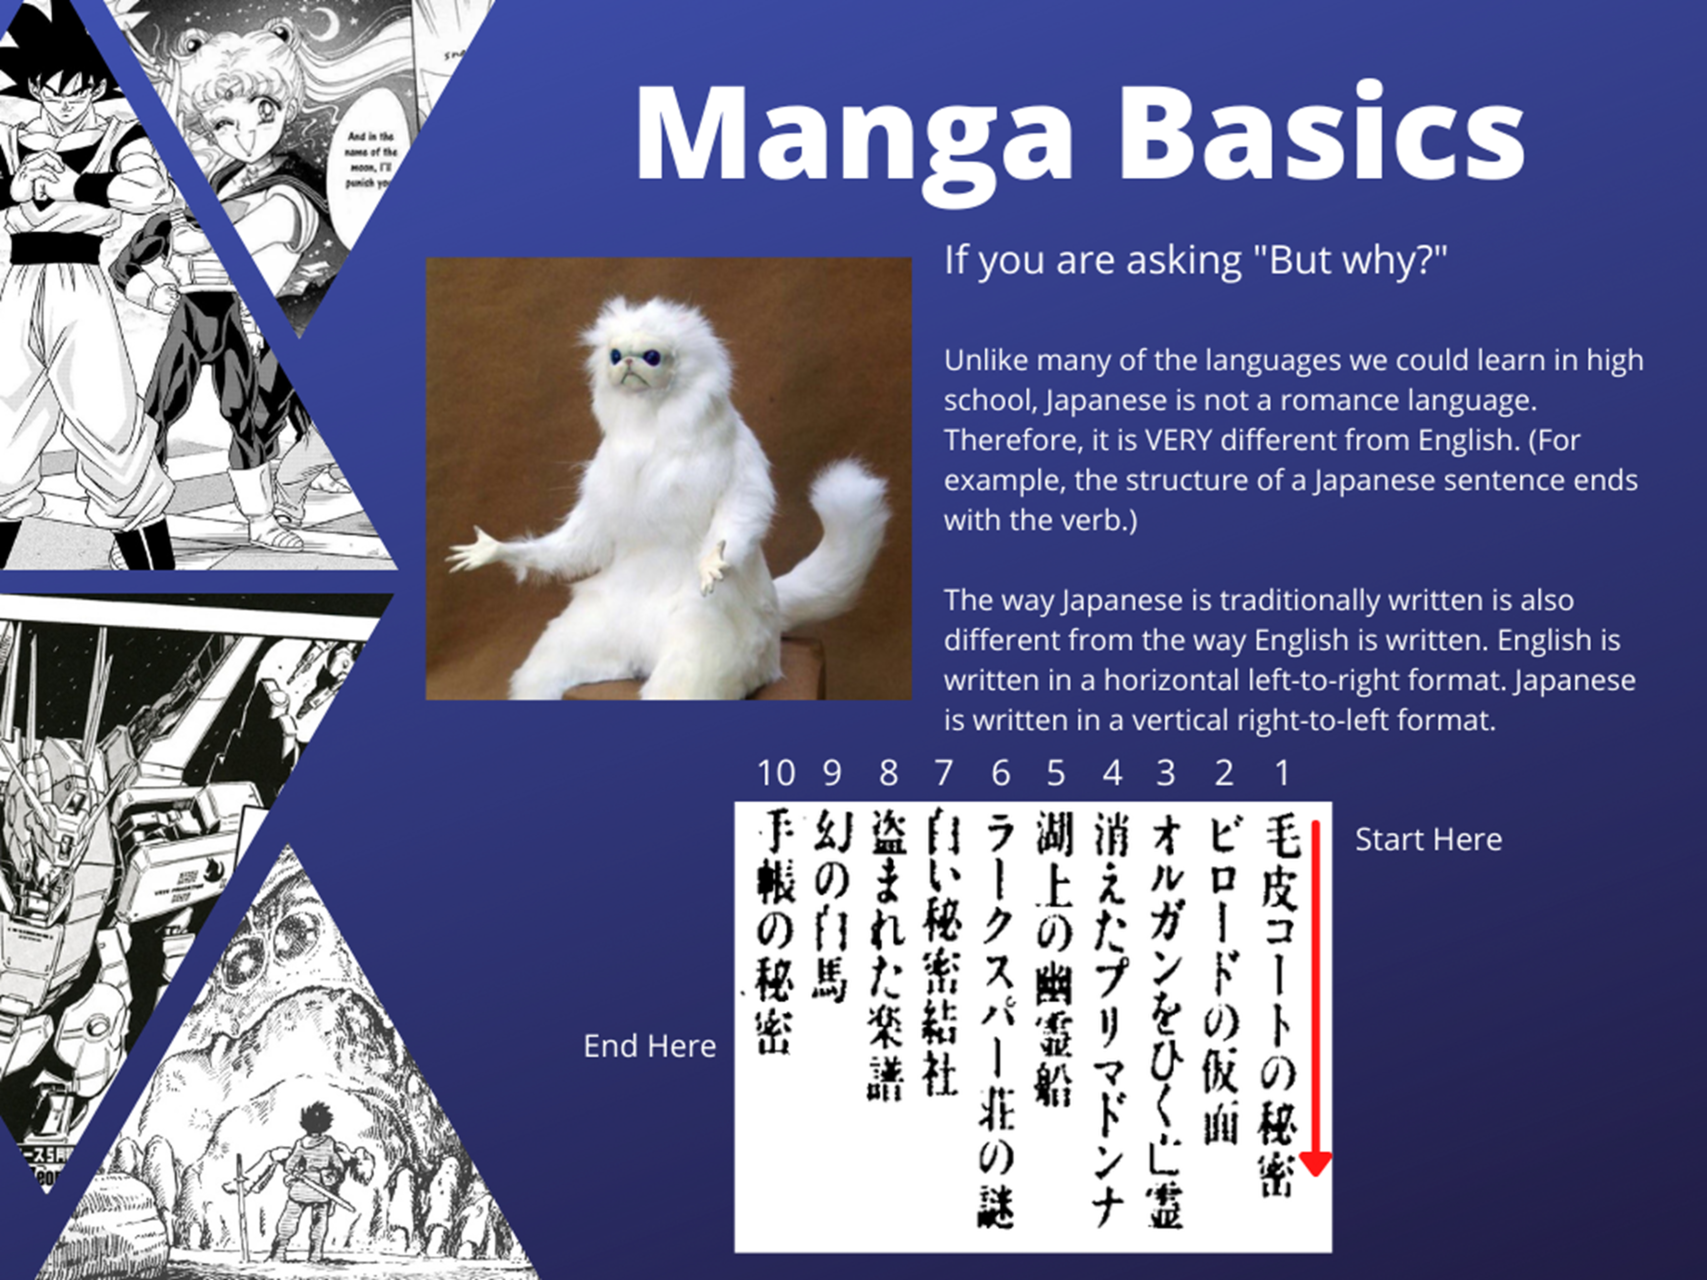 And in the
name of the
moon, I'll
punish you
Manga Basics
If you are asking "But why?"
Unlike many of the languages we could learn in high
school, Japanese is not a romance language.
Therefore, it is VERY different from English. (For
example, the structure of a Japanese sentence ends
with the verb.)
The way Japanese is traditionally written is also
different from the way English is written. English is
written in a horizontal left-to-right format. Japanese
is written in a vertical right-to-left format.
10 9 8 7 6 5 4 3 2 1
Start Here
毛皮コートの秘密
ビロードの仮面
オルガンをひく亡霊
消えたプリマドンナ
湖上の幽霊船
ラークスパー荘の謎
白い秘密結社
盗まれた楽譜
幻の白馬
手帳の秘密
End Here